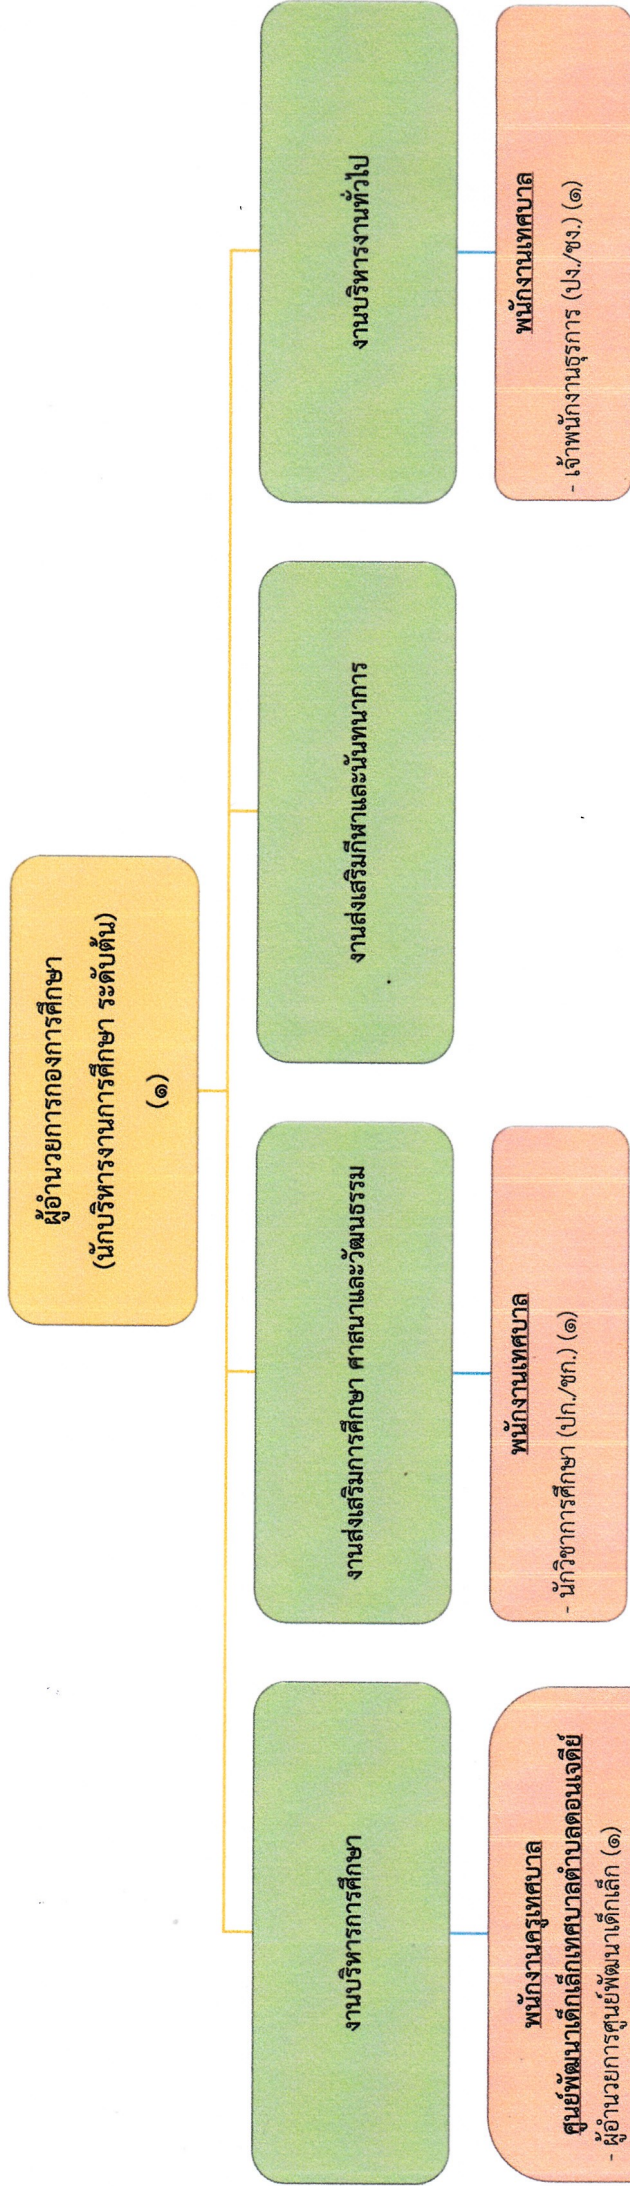 ผู้อำนวยการกองการศึกษา
(นักบริหารงานการศึกษา ระดับต้น)
(๑)
งานบริหารการศึกษา
งานส่งเสริมการศึกษา ศาสนาและวัฒนธรรม
งานส่งเสริมกีฬาและนันทนาการ
งานบริหารงานทั่วไป
พนักงานครูเทศบาล
ศูนย์พัฒนาเด็กเล็กเทศบาลตำบลดอนเจดีย์
- ผู้อำนวยการศูนย์พัฒนาเด็กเล็ก (๑)
พนักงานเทศบาล
- นักวิชาการศึกษา (ปก./ชก.) (๑)
พนักงานเทศบาล
- เจ้าพนักงานธุรการ (ปง./ชง.) (๑)